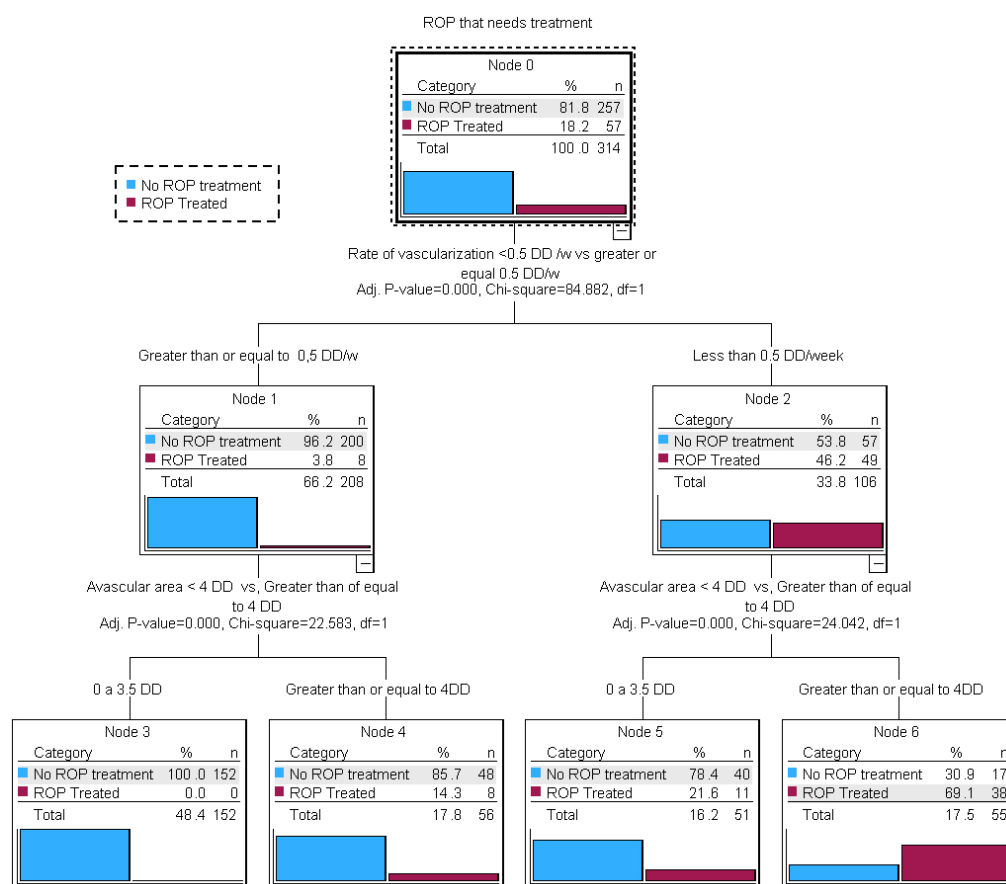 ROP that needs treatment
Node 0
Category % n
No ROP treatment 81.8 257
ROP Treated 18.2 57
Total 100.0 314
No ROP treatment
ROP Treated
Rate of vascularization <0.5 DD /w vs greater or
equal 0.5 DD/w
Adj. P-value=0.000, Chi-square=84.882, df=1
Greater than or equal to 0,5 DD/w
Less than 0.5 DD/week
Node 1
Category % n
No ROP treatment 96.2 200
ROP Treated 3.8 8
Total 66.2 208
Node 2
Category % n
No ROP treatment 53.8 57
ROP Treated 46.2 49
Total 33.8 106
Avascular area < 4 DD vs, Greater than of equal
to 4 DD
Adj. P-value=0.000, Chi-square=22.583, df=1
Avascular area < 4 DD vs, Greater than of equal
to 4 DD
Adj. P-value=0.000, Chi-square=24.042, df=1
0 a 3.5 DD
Greater than or equal to 4DD
0 a 3.5 DD
Greater than or equal to 4DD
Node 3
Category % n
No ROP treatment 100.0 152
ROP Treated 0.0 0
Total 48.4 152
Node 4
Category % n
No ROP treatment 85.7 48
ROP Treated 14.3 8
Total 17.8 56
Node 5
Category % n
No ROP treatment 78.4 40
ROP Treated 21.6 11
Total 16.2 51
Node 6
Category % n
No ROP treatment 30.9 17
ROP Treated 69.1 38
Total 17.5 55